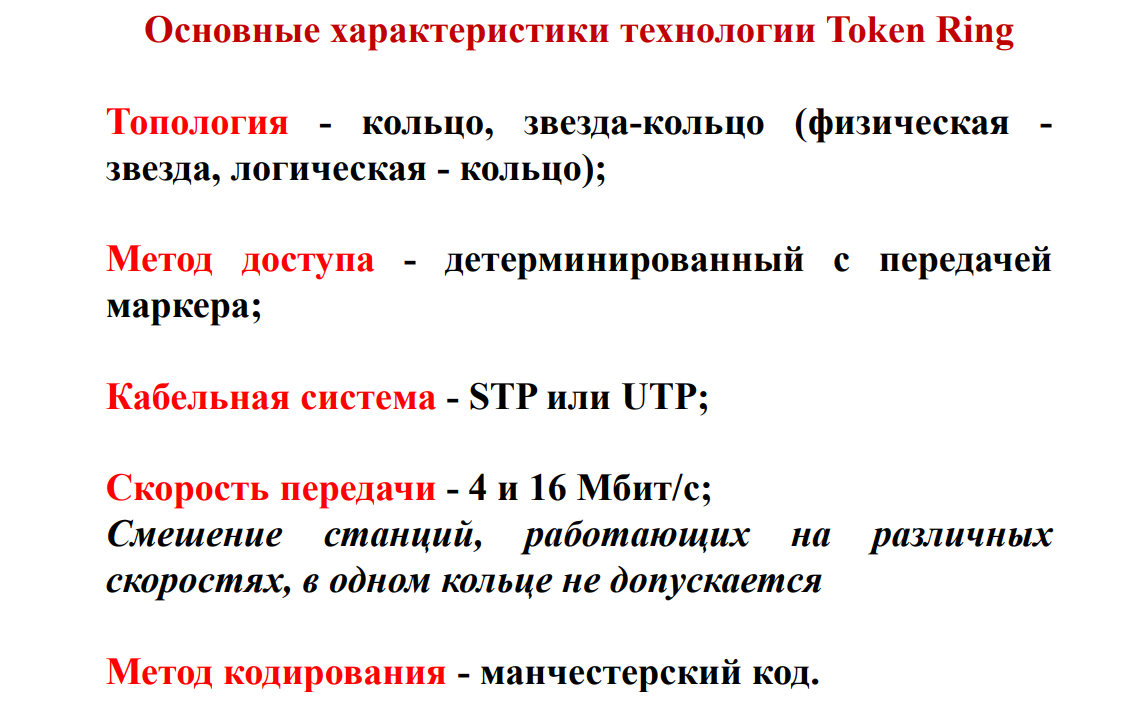 Основные характеристики технологии Token Ring
Топология - кольцо, звезда-кольцо (физическая -
звезда, логическая - кольцо);
Метод доступа - детерминированный с передачей
маркера;
Кабельная система - STP или UTP;
Скорость передачи - 4 и 16 Мбит/с;
Смешение станций, работающих на различных
скоростях, в одном кольце не допускается
Метод кодирования - манчестерский код.